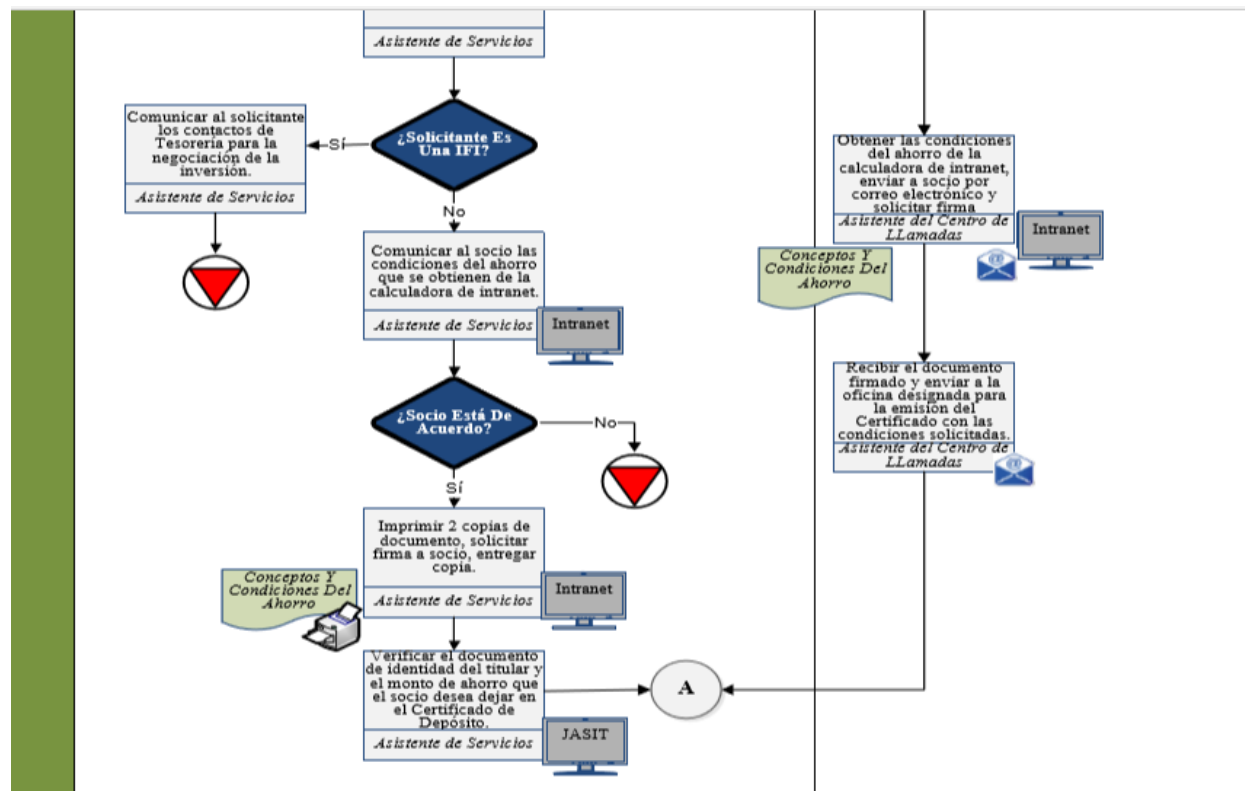 Asistente de Servicios
¿Solicitante Es
Una IFI?
Sí
Comunicar al solicitante
los contactos de
Tesorería para la
negociación de la
inversión.
Asistente de Servicios
No
Comunicar al socio las
condiciones del ahorro
que se obtienen de la
calculadora de intranet.
Asistente de Servicios
Intranet
¿Socio Está De
Acuerdo?
No
Sí
Imprimir 2 copias de
documento, solicitar
firma a socio, entregar
copia.
Asistente de Servicios
Intranet
Conceptos Y
Condiciones Del
Ahorro
Verificar el documento
de identidad del titular y
el monto de ahorro que
el socio desea dejar en
el Certificado de
Depósito.
Asistente de Servicios
JASIT
A
Obtener las condiciones
del ahorro de la
calculadora de intranet,
enviar a socio por
correo electrónico y
solicitar firma
Asistente del Centro de
LLamadas
Intranet
Conceptos Y
Condiciones Del
Ahorro
Recibir el documento
firmado y enviar a la
oficina designada para
la emisión del
Certificado con las
condiciones solicitadas.
Asistente del Centro de
LLamadas